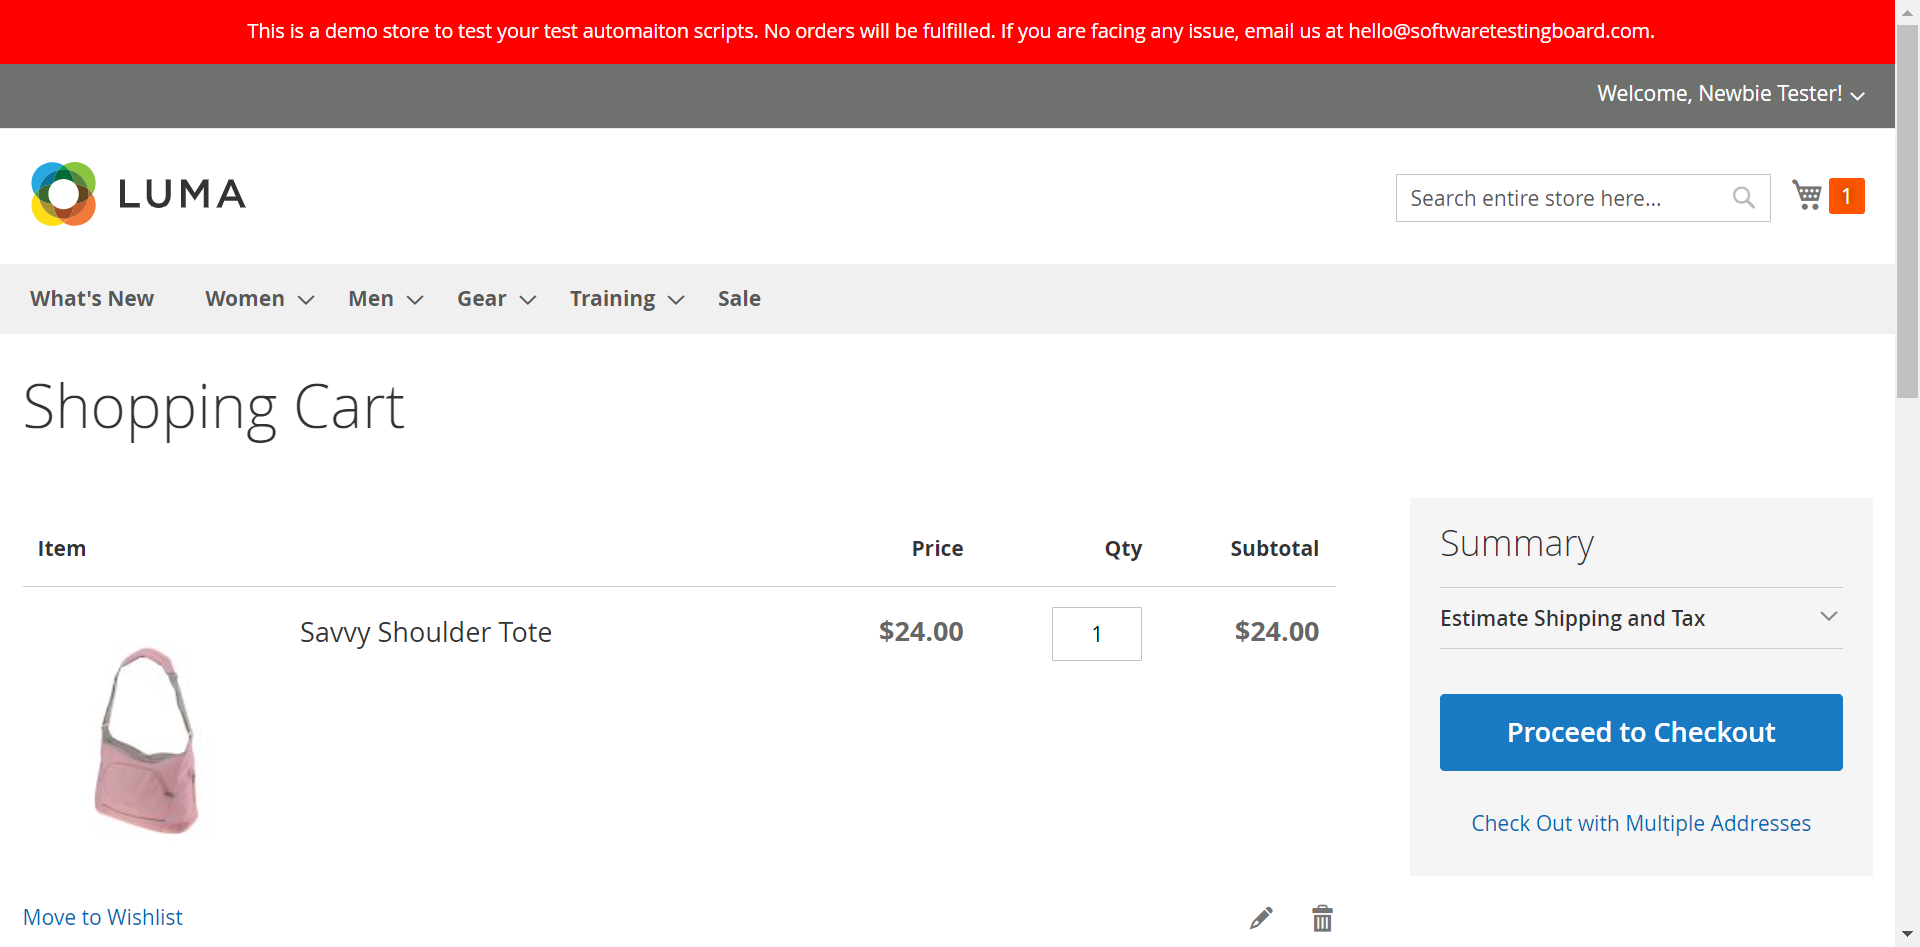 This is a demo store to test your test automaiton scripts. No orders will be fulfilled. If you are facing any issue, email us at hello@softwaretestingboard.com.
Welcome, Newbie Tester!
LUMA
Search entire store here...
1
What's New Women Men Gear Training Sale
Shopping Cart
Item Price Qty Subtotal
Savvy Shoulder Tote $24.00 1 $24.00
Move to Wishlist
Summary
Estimate Shipping and Tax
Proceed to Checkout
Check Out with Multiple Addresses